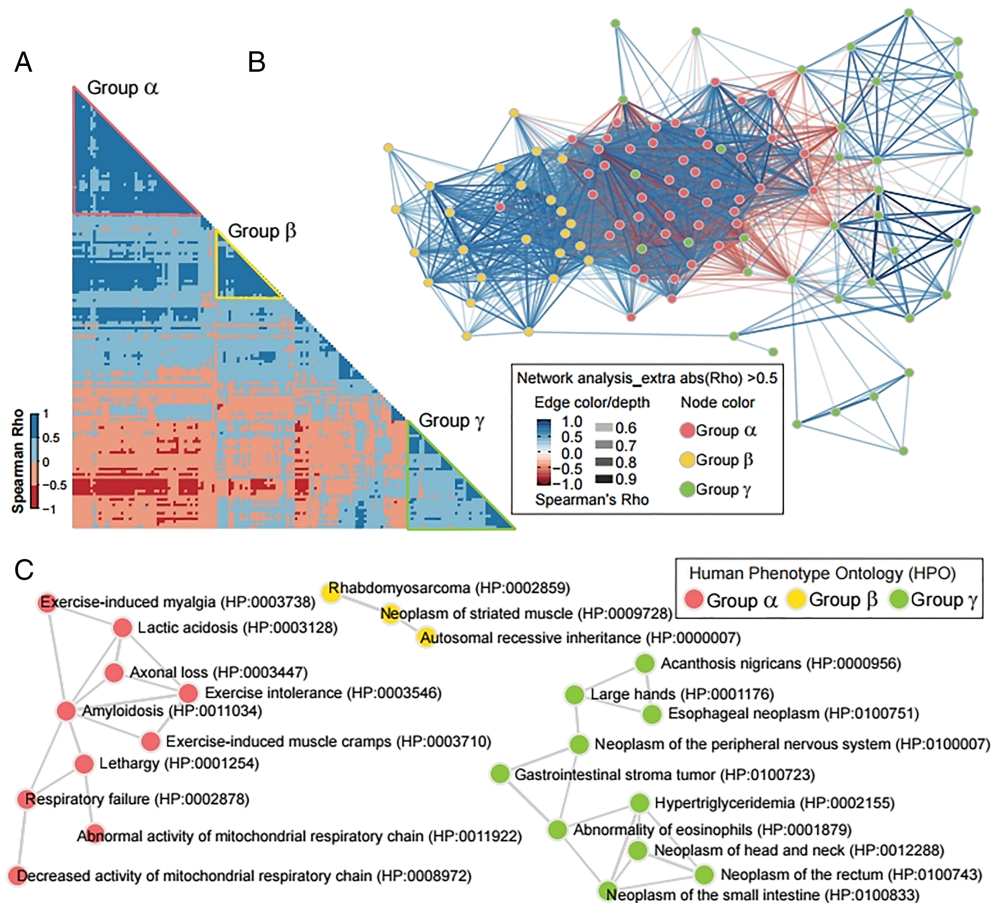 A
B
Group α
Group β
Group γ
Spearman Rho
1
0.5
0
−0.5
−1
Network analysis_extra abs(Rho) >0.5
Edge color/depth
Node color
1.0
0.5
0.0
−0.5
−1.0
0.6
0.7
0.8
0.9
Spearman's Rho
Group α
Group β
Group γ
C
Human Phenotype Ontology (HPO)
Group α
Group β
Group γ
Exercise-induced myalgia (HP:0003738)
Lactic acidosis (HP:0003128)
Axonal loss (HP:0003447)
Exercise intolerance (HP:0003546)
Amyloidosis (HP:0011034)
Exercise-induced muscle cramps (HP:0003710)
Lethargy (HP:0001254)
Respiratory failure (HP:0002878)
Abnormal activity of mitochondrial respiratory chain (HP:0011922)
Decreased activity of mitochondrial respiratory chain (HP:0008972)
Rhabdomyosarcoma (HP:0002859)
Neoplasm of striated muscle (HP:0009728)
Autosomal recessive inheritance (HP:0000007)
Acanthosis nigricans (HP:0000956)
Large hands (HP:0001176)
Esophageal neoplasm (HP:0100751)
Neoplasm of the peripheral nervous system (HP:0100007)
Gastrointestinal stroma tumor (HP:0100723)
Hypertriglyceridemia (HP:0002155)
Abnormality of eosinophils (HP:0001879)
Neoplasm of head and neck (HP:0012288)
Neoplasm of the rectum (HP:0100743)
Neoplasm of the small intestine (HP:0100833)